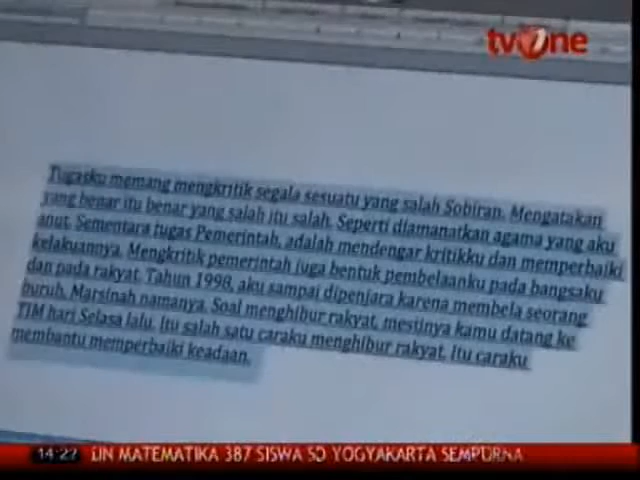 tvOne
Tugasku memang mengkritik segala sesuatu yang salah Sobiran. Mengatakan
yang benar itu benar yang salah itu salah. Seperti diamanatkan agama yang aku
anut. Sementara tugas Pemerintah, adalah mendengar kritikku dan memperbaiki
kelakuannya. Mengkritik pemerintah juga bentuk pembelaanku pada bangsaku
dan pada rakyat. Tahun 1998, aku sampai dipenjara karena membela seorang
buruh, Marsinah namanya. Soal menghibur rakyat, mestinya kamu datang ke
TIM hari Selasa lalu. Itu salah satu caraku menghibur rakyat. Itu caraku
membantu memperbaiki keadaan.
14:27 UN MATEMATIKA 387 SISWA SD YOGYAKARTA SEMPURNA